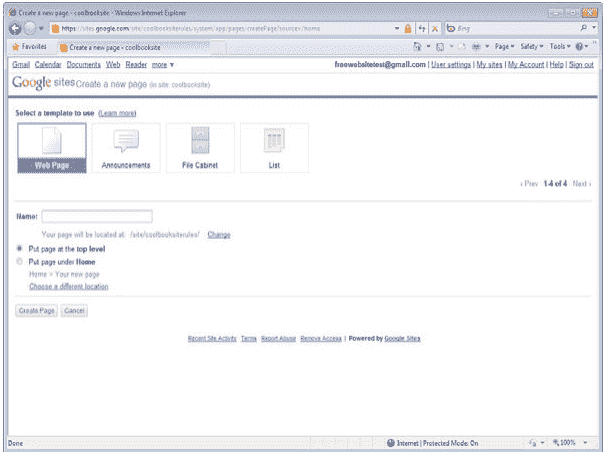 Create a new page - coolbooksite - Windows Internet Explorer
https://sites.google.com/site/coolbooksiterules/system/app/pages/createPage?source=/home
Bing
Favorites Create a new page - coolbooksite Page Safety Tools
Gmail Calendar Documents Web Reader more ▼ freewebsitetest@gmail.com | User settings | My sites | My Account | Help | Sign out
Google sites Create a new page (in site: coolbooksite)
Select a template to use (Learn more)
Web Page Announcements File Cabinet List
‹ Prev 1-4 of 4 Next ›
Name:
Your page will be located at: /site/coolbooksiterules/ Change
Put page at the top level
Put page under Home
Home > Your new page
Choose a different location
Create Page Cancel
Recent Site Activity Terms Report Abuse Remove Access | Powered by Google Sites
Done Internet | Protected Mode: On 100%